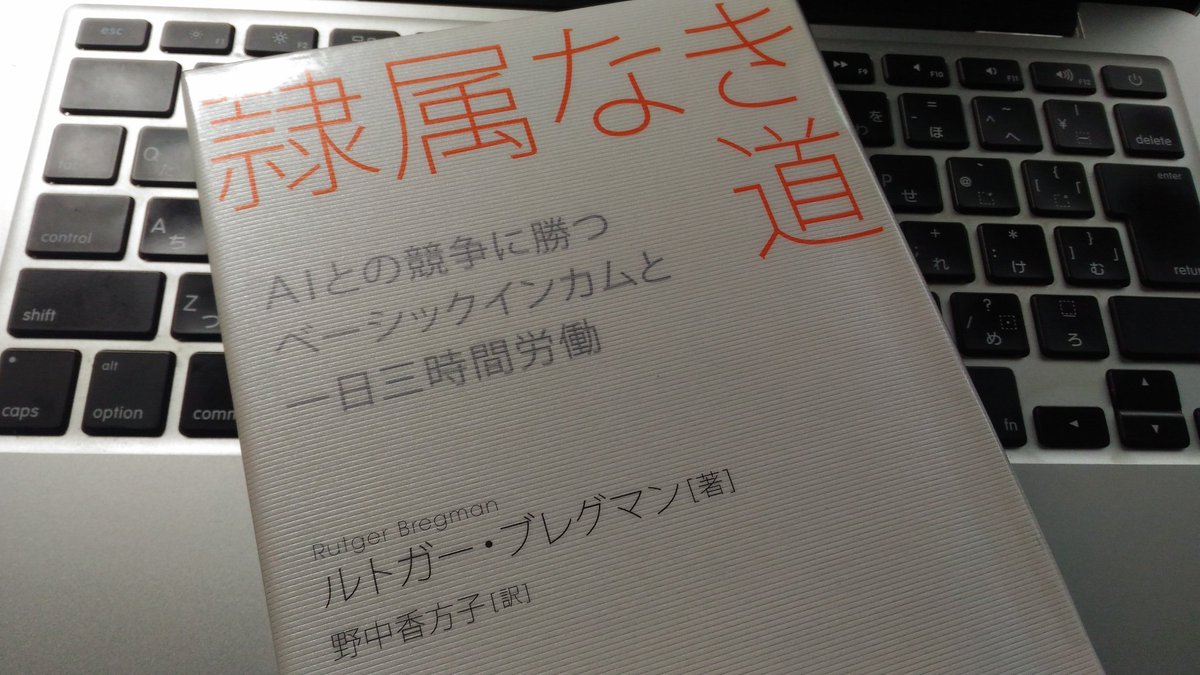 隷属なき
道
AIとの競争に勝つ
ベーシックインカムと
一日三時間労働
Rutger Bregman
ルトガー・ブレグマン[著]
野中香方子[訳]
esc
F1
F2
Q
た
control
A
ち
shift
Z
つ
caps
alt
option
comm
F9
F10
F11
F12
を
わ
=
-
ほ
~
^
へ
¥
delete
P
せ
@
{
[
enter
retu
+
;
れ
*
:
け
}
]
む
?
/
め
ろ
fn